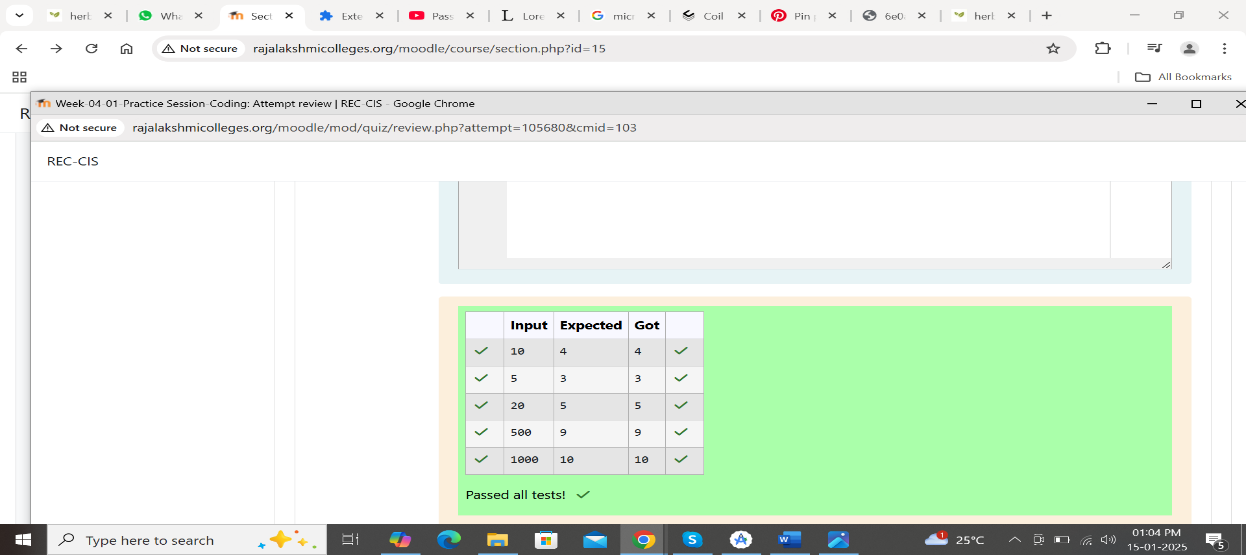 herl
Wha
Sect
Exte
Pass
Lore
micr
Coil
Pin
6e0
herl
Not secure
rajalakshmicolleges.org/moodle/course/section.php?id=15
All Bookmarks
R
Week-04-01-Practice Session-Coding: Attempt review | REC-CIS - Google Chrome
Not secure
rajalakshmicolleges.org/moodle/mod/quiz/review.php?attempt=105680&cmid=103
REC-CIS
Input Expected Got
10 4 4
5 3 3
20 5 5
500 9 9
1000 10 10
Passed all tests!
Type here to search
1
25°C
01:04 PM
15-01-2025
5